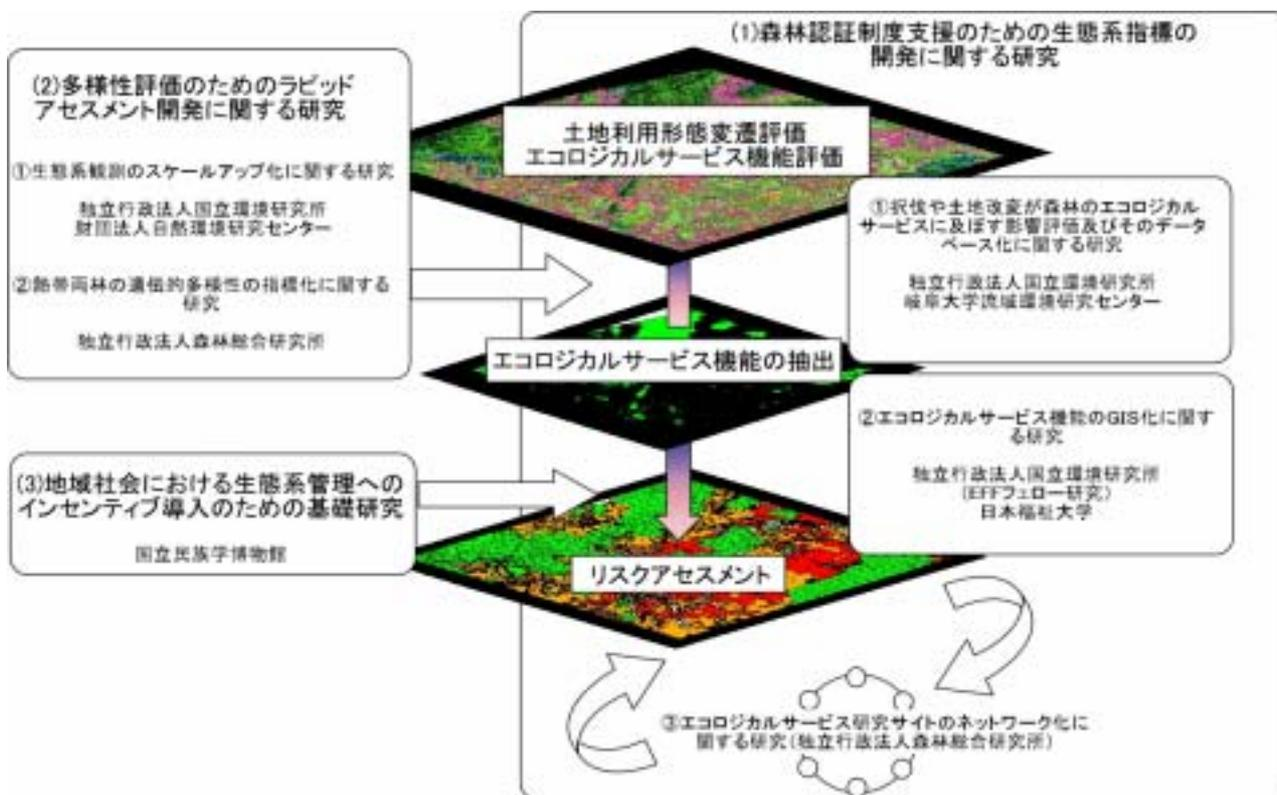 (1)森林認証制度支援のための生態系指標の
開発に関する研究
(2)多様性評価のためのラピッド
アセスメント開発に関する研究
①生態系観測のスケールアップ化に関する研究
独立行政法人国立環境研究所
財団法人自然環境研究センター
②熱帯雨林の遺伝的多様性の指標化に関する
研究
独立行政法人森林総合研究所
土地利用形態変遷評価
エコロジカルサービス機能評価
①択伐や土地改変が森林のエコロジカル
サービスに及ぼす影響評価及びそのデータ
ベース化に関する研究
独立行政法人国立環境研究所
岐阜大学流域環境研究センター
エコロジカルサービス機能の抽出
②エコロジカルサービス機能のGIS化に関す
る研究
独立行政法人国立環境研究所
(EFFフェロー研究)
日本福祉大学
(3)地域社会における生態系管理への
インセンティブ導入のための基礎研究
国立民族学博物館
リスクアセスメント
③エコロジカルサービス研究サイトのネットワーク化に
関する研究(独立行政法人森林総合研究所)